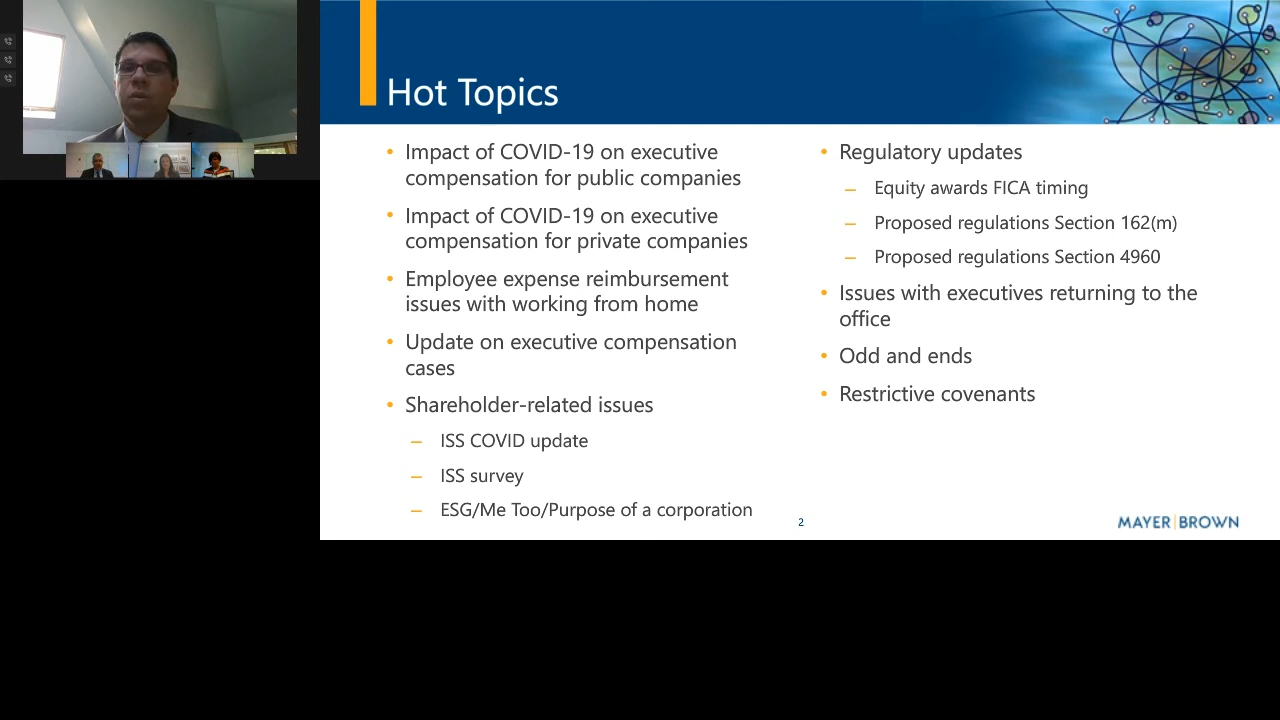 Hot Topics
• Impact of COVID-19 on executive
compensation for public companies
• Impact of COVID-19 on executive
compensation for private companies
• Employee expense reimbursement
issues with working from home
• Update on executive compensation
cases
• Shareholder-related issues
– ISS COVID update
– ISS survey
– ESG/Me Too/Purpose of a corporation
• Regulatory updates
– Equity awards FICA timing
– Proposed regulations Section 162(m)
– Proposed regulations Section 4960
• Issues with executives returning to the
office
• Odd and ends
• Restrictive covenants
2
MAYER|BROWN